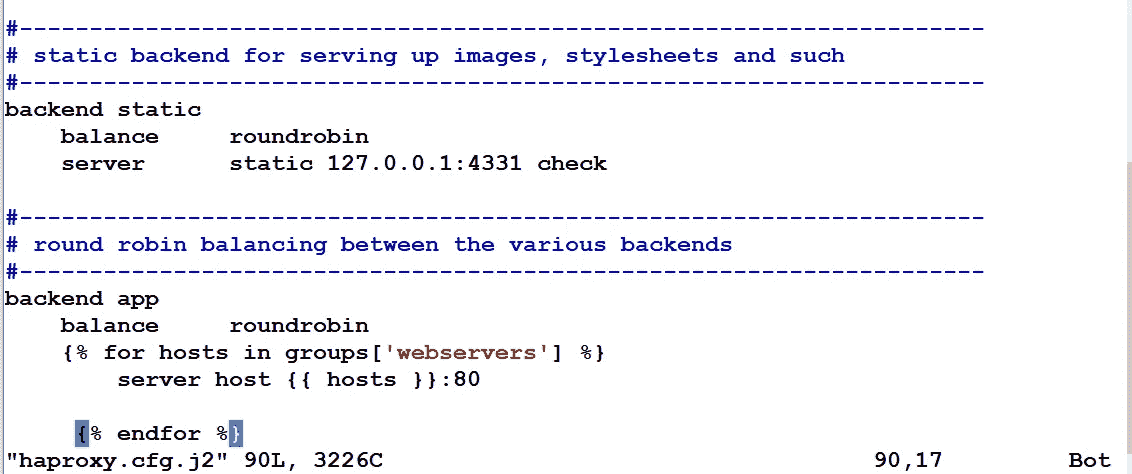 #---------------------------------------------------------------------
# static backend for serving up images, stylesheets and such
#---------------------------------------------------------------------
backend static
    balance     roundrobin
    server      static 127.0.0.1:4331 check

#---------------------------------------------------------------------
# round robin balancing between the various backends
#---------------------------------------------------------------------
backend app
    balance     roundrobin
    {% for hosts in groups['webservers'] %}
        server host {{ hosts }}:80

     {% endfor %}
"haproxy.cfg.j2" 90L, 3226C                                   90,17         Bot